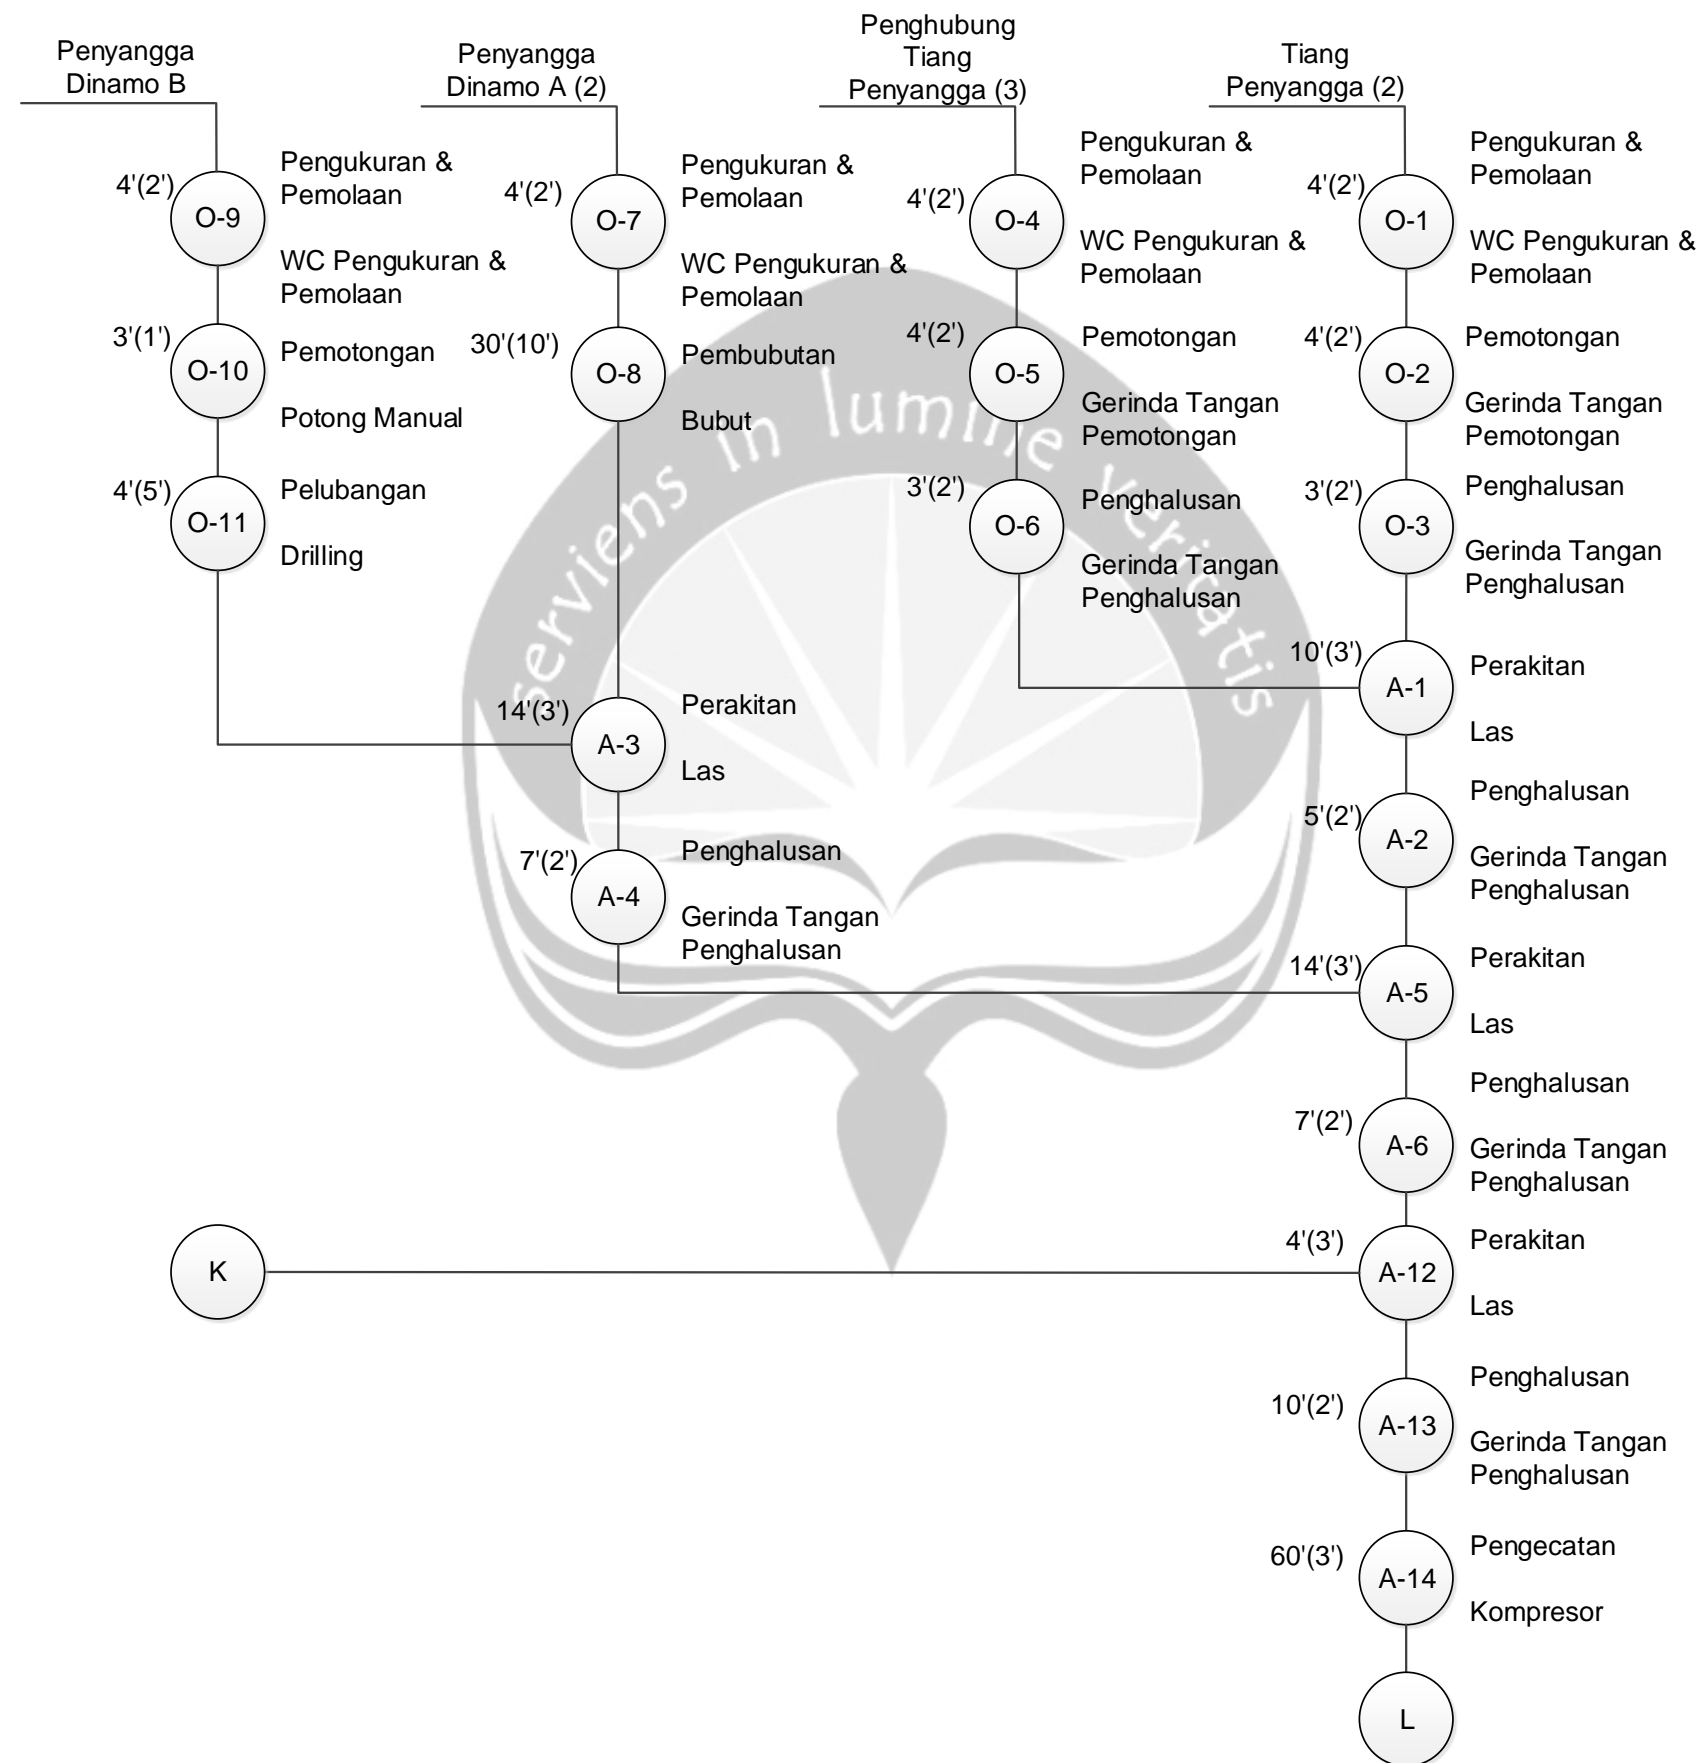 Penyangga
Dinamo B
4'(2')
O-9
Pengukuran &
Pemolaan
WC Pengukuran &
Pemolaan
3'(1')
O-10
Pemotongan
Potong Manual
4'(5')
O-11
Pelubangan
Drilling
Penyangga
Dinamo A (2)
4'(2')
O-7
Pengukuran &
Pemolaan
WC Pengukuran &
Pemolaan
30'(10')
O-8
Pembubutan
Bubut
14'(3')
A-3
Perakitan
Las
7'(2')
A-4
Penghalusan
Gerinda Tangan
Penghalusan
Penghubung
Tiang
Penyangga (3)
4'(2')
O-4
Pengukuran &
Pemolaan
WC Pengukuran &
Pemolaan
4'(2')
O-5
Pemotongan
Gerinda Tangan
Pemotongan
3'(2')
O-6
Penghalusan
Gerinda Tangan
Penghalusan
Tiang
Penyangga (2)
4'(2')
O-1
Pengukuran &
Pemolaan
WC Pengukuran &
Pemolaan
4'(2')
O-2
Pemotongan
Gerinda Tangan
Pemotongan
3'(2')
O-3
Penghalusan
Gerinda Tangan
Penghalusan
10'(3')
A-1
Perakitan
Las
5'(2')
A-2
Penghalusan
Gerinda Tangan
Penghalusan
14'(3')
A-5
Perakitan
Las
7'(2')
A-6
Penghalusan
Gerinda Tangan
Penghalusan
K
4'(3')
A-12
Perakitan
Las
10'(2')
A-13
Penghalusan
Gerinda Tangan
Penghalusan
60'(3')
A-14
Pengecatan
Kompresor
L
serviens in lumine veritatis